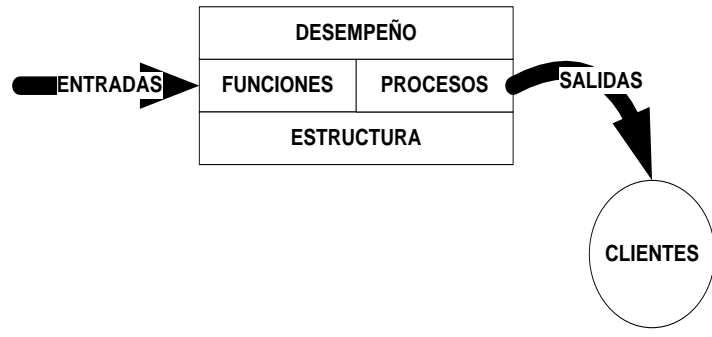 DESEMPEÑO
ENTRADAS
FUNCIONES
PROCESOS
SALIDAS
ESTRUCTURA
CLIENTES